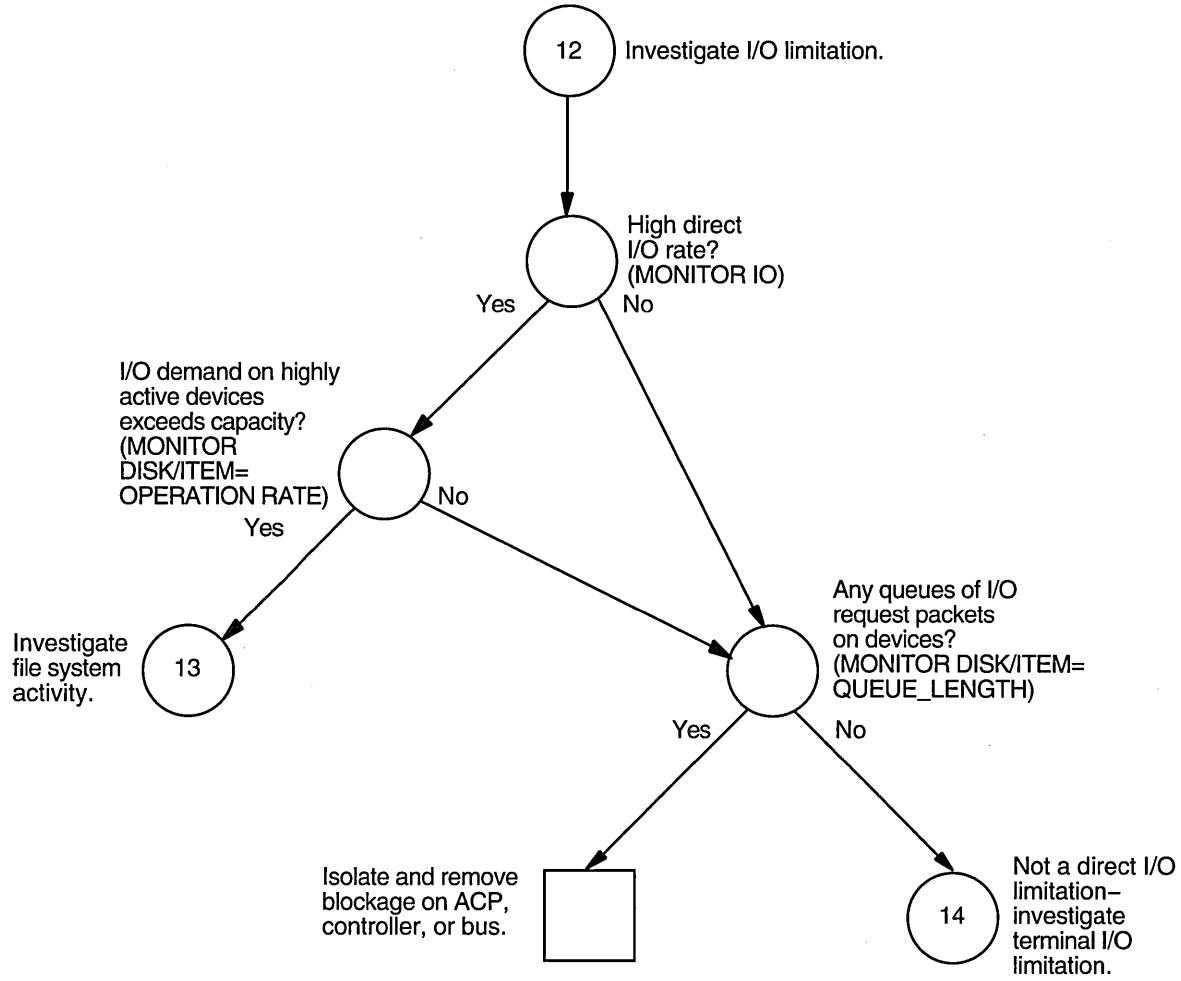 12
Investigate I/O limitation.
High direct
I/O rate?
(MONITOR IO)
Yes
No
I/O demand on highly
active devices
exceeds capacity?
(MONITOR
DISK/ITEM=
OPERATION RATE)
No
Yes
Any queues of I/O
request packets
on devices?
(MONITOR DISK/ITEM=
QUEUE_LENGTH)
Investigate
file system
activity.
13
Yes
No
Isolate and remove
blockage on ACP,
controller, or bus.
14
Not a direct I/O
limitation–
investigate
terminal I/O
limitation.